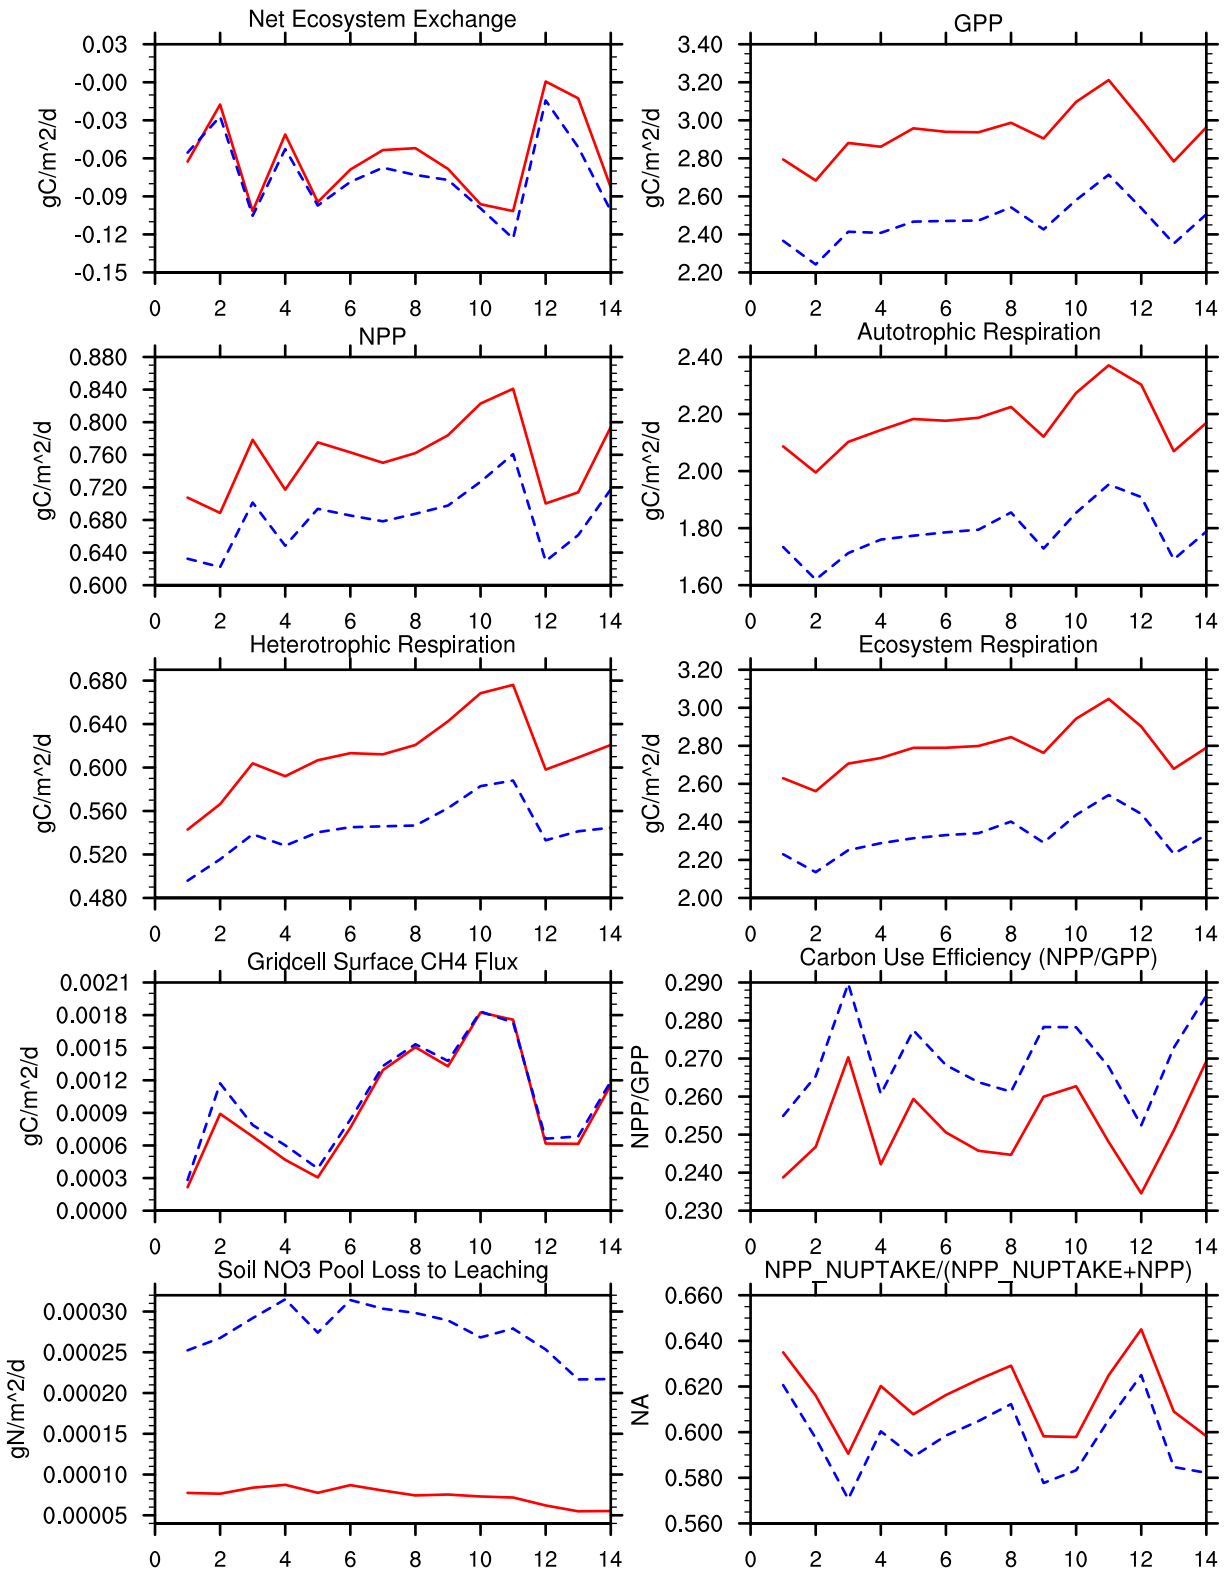 Net Ecosystem Exchange
GPP
0.03
-0.00
-0.03
-0.06
-0.09
-0.12
-0.15
gC/m^2/d
0 2 4 6 8 10 12 14
3.40
3.20
3.00
2.80
2.60
2.40
2.20
gC/m^2/d
0 2 4 6 8 10 12 14
NPP
Autotrophic Respiration
0.880
0.840
0.800
0.760
0.720
0.680
0.640
0.600
gC/m^2/d
0 2 4 6 8 10 12 14
2.40
2.20
2.00
1.80
1.60
gC/m^2/d
0 2 4 6 8 10 12 14
Heterotrophic Respiration
Ecosystem Respiration
0.680
0.640
0.600
0.560
0.520
0.480
gC/m^2/d
0 2 4 6 8 10 12 14
3.20
3.00
2.80
2.60
2.40
2.20
2.00
gC/m^2/d
0 2 4 6 8 10 12 14
Gridcell Surface CH4 Flux
Carbon Use Efficiency (NPP/GPP)
0.0021
0.0018
0.0015
0.0012
0.0009
0.0006
0.0003
0.0000
gC/m^2/d
0 2 4 6 8 10 12 14
0.290
0.280
0.270
0.260
0.250
0.240
0.230
NPP/GPP
0 2 4 6 8 10 12 14
Soil NO3 Pool Loss to Leaching
NPP_NUPTAKE/(NPP_NUPTAKE+NPP)
0.00030
0.00025
0.00020
0.00015
0.00010
0.00005
gN/m^2/d
0 2 4 6 8 10 12 14
0.660
0.640
0.620
0.600
0.580
0.560
NA
0 2 4 6 8 10 12 14